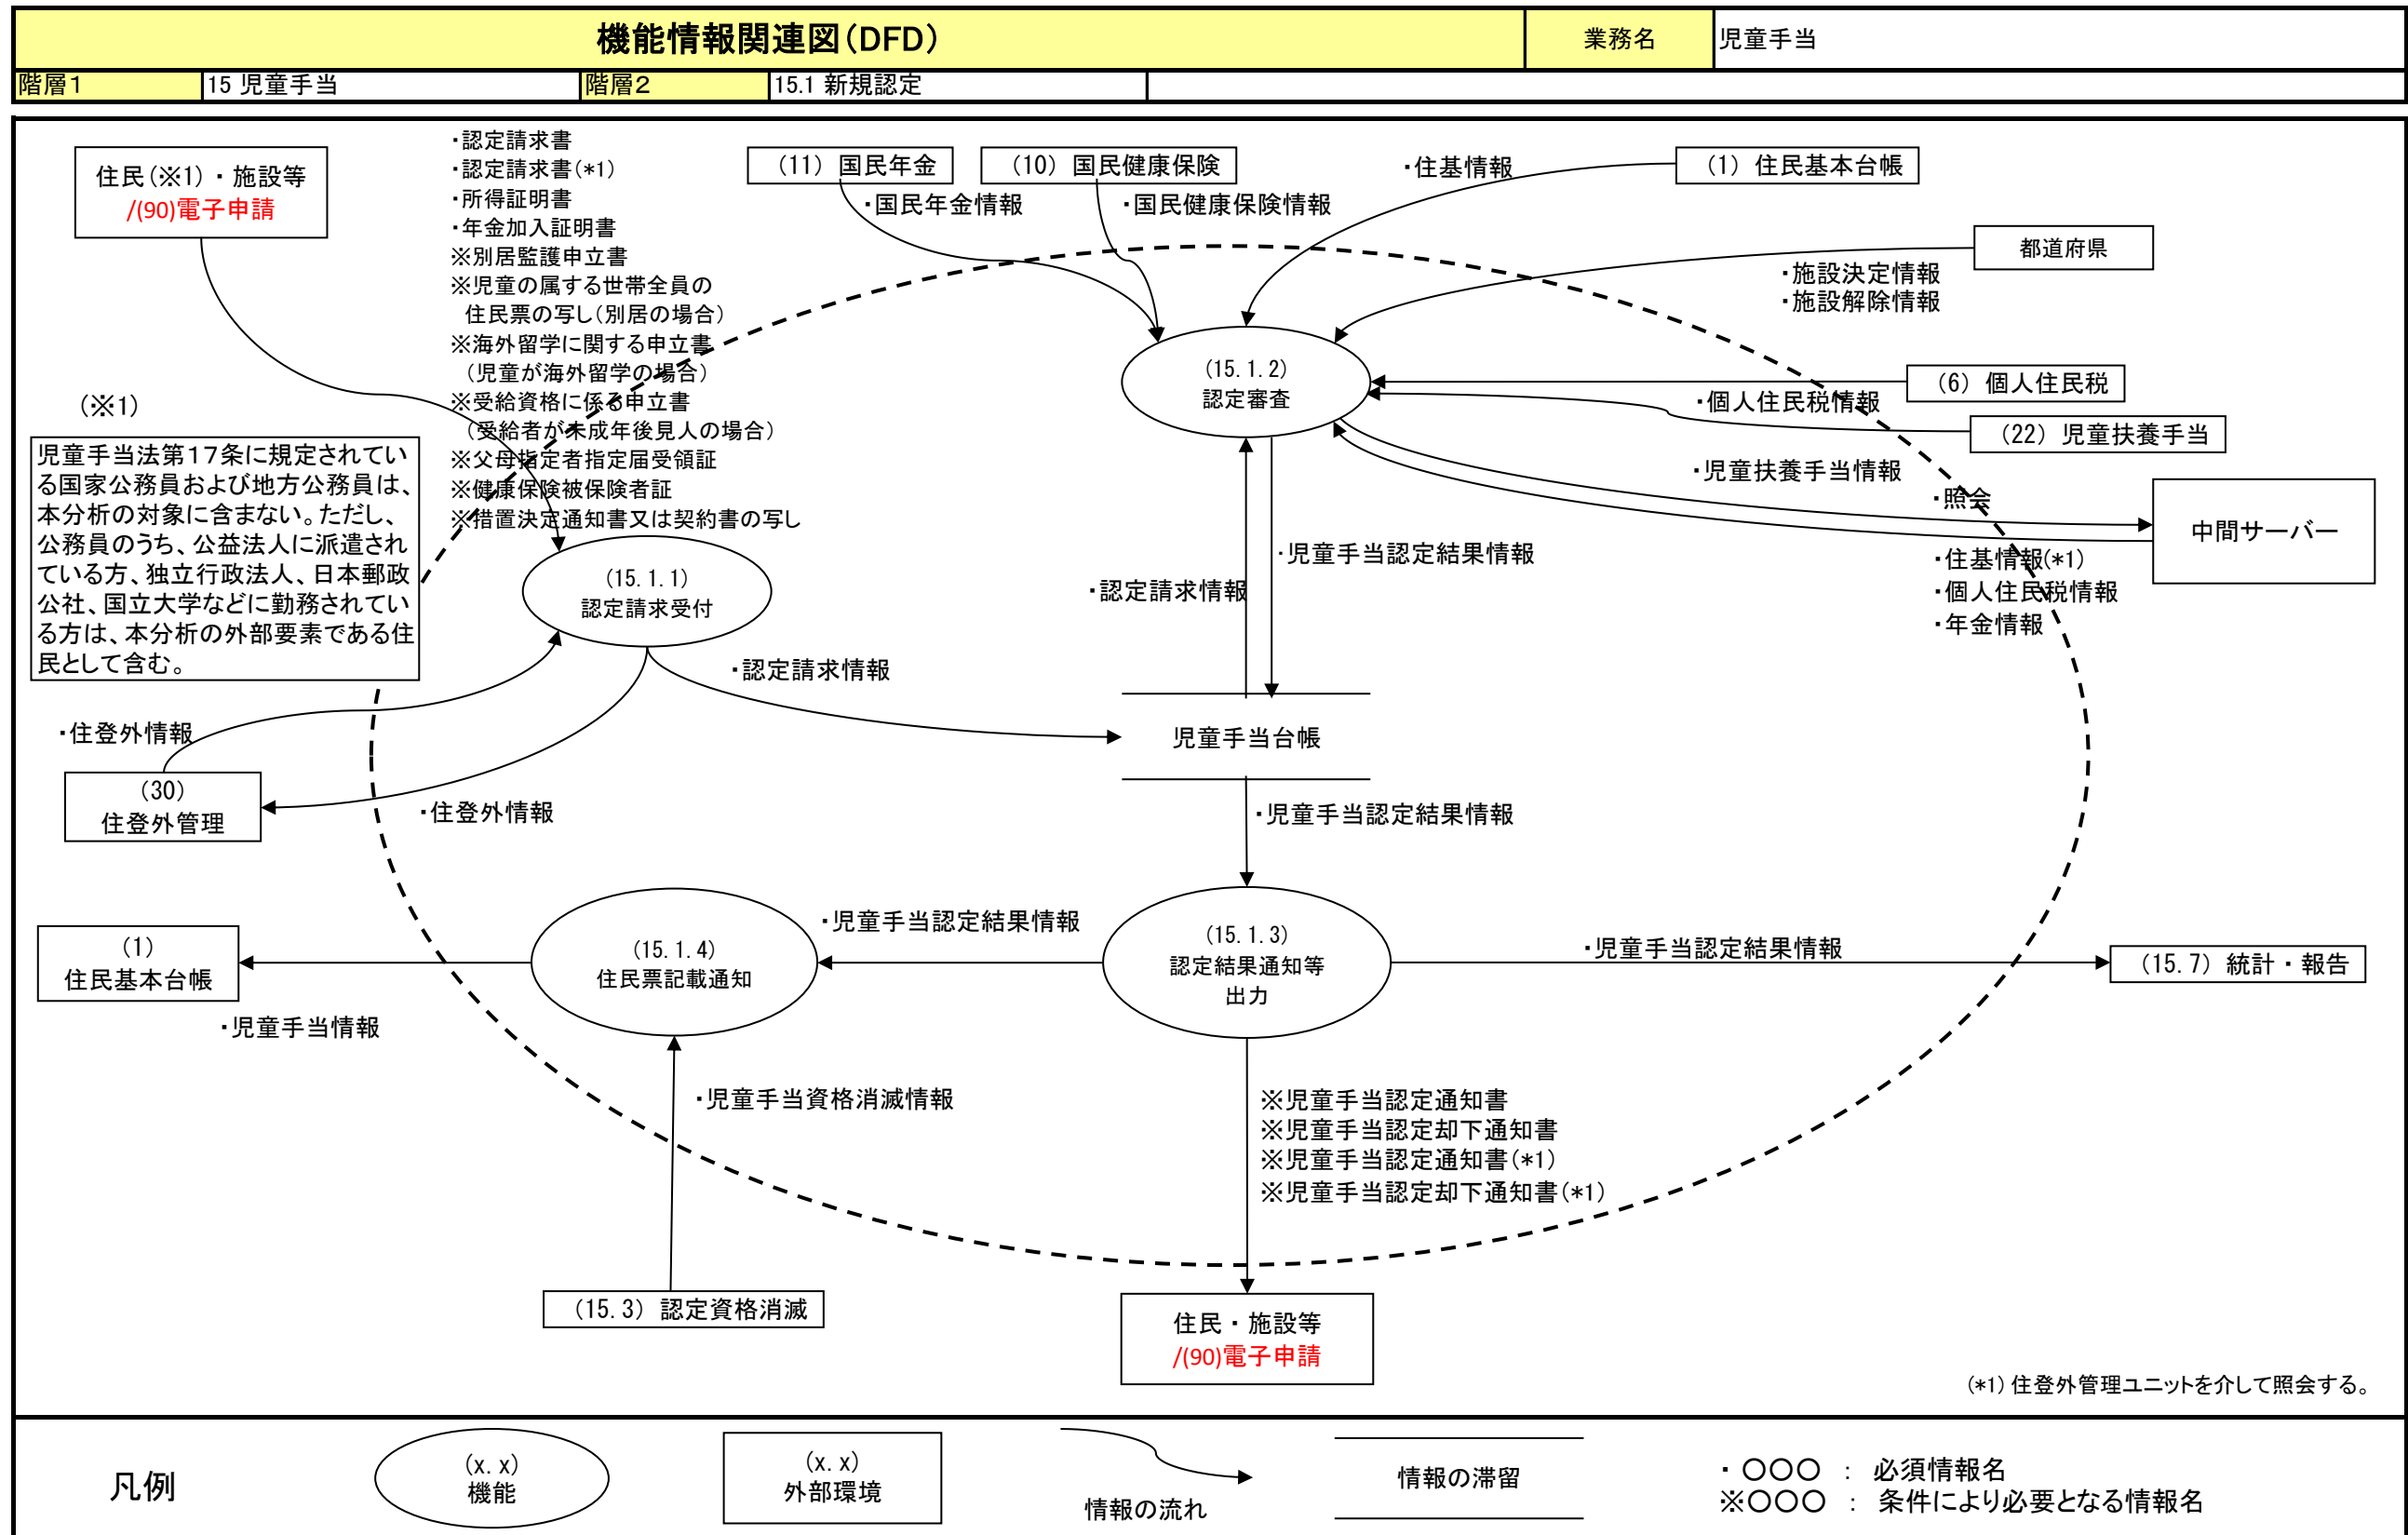 機能情報関連図(DFD)
業務名
児童手当
階層1
15 児童手当
階層2
15.1 新規認定
住民(※1)・施設等
/(90)電子申請
・認定請求書
・認定請求書(*1)
・所得証明書
・年金加入証明書
※別居監護申立書
※児童の属する世帯全員の
住民票の写し(別居の場合)
※海外留学に関する申立書
(児童が海外留学の場合)
※受給資格に係る申立書
(受給者が未成年後見人の場合)
※父母指定者指定届受領証
※健康保険被保険者証
※措置決定通知書又は契約書の写し
(11) 国民年金
・国民年金情報
(10) 国民健康保険
・国民健康保険情報
・住基情報
(1) 住民基本台帳
都道府県
・施設決定情報
・施設解除情報
(15.1.2)
認定審査
(6) 個人住民税
・個人住民税情報
(22) 児童扶養手当
・児童扶養手当情報
・照会
中間サーバー
・住基情報(*1)
・個人住民税情報
・年金情報
(※1)
児童手当法第17条に規定されてい
る国家公務員および地方公務員は、
本分析の対象に含まない。ただし、
公務員のうち、公益法人に派遣され
ている方、独立行政法人、日本郵政
公社、国立大学などに勤務されてい
る方は、本分析の外部要素である住
民として含む。
(15.1.1)
認定請求受付
・認定請求情報
・児童手当認定結果情報
・認定請求情報
児童手当台帳
・住登外情報
(30)
住登外管理
・住登外情報
・児童手当認定結果情報
(1)
住民基本台帳
・児童手当情報
(15.1.4)
住民票記載通知
・児童手当認定結果情報
(15.1.3)
認定結果通知等
出力
・児童手当認定結果情報
(15.7) 統計・報告
・児童手当資格消滅情報
(15.3) 認定資格消滅
※児童手当認定通知書
※児童手当認定却下通知書
※児童手当認定通知書(*1)
※児童手当認定却下通知書(*1)
住民・施設等
/(90)電子申請
(*1)住登外管理ユニットを介して照会する。
凡例
(x.x)
機能
(x.x)
外部環境
情報の流れ
情報の滞留
・○○○ : 必須情報名
※○○○ : 条件により必要となる情報名